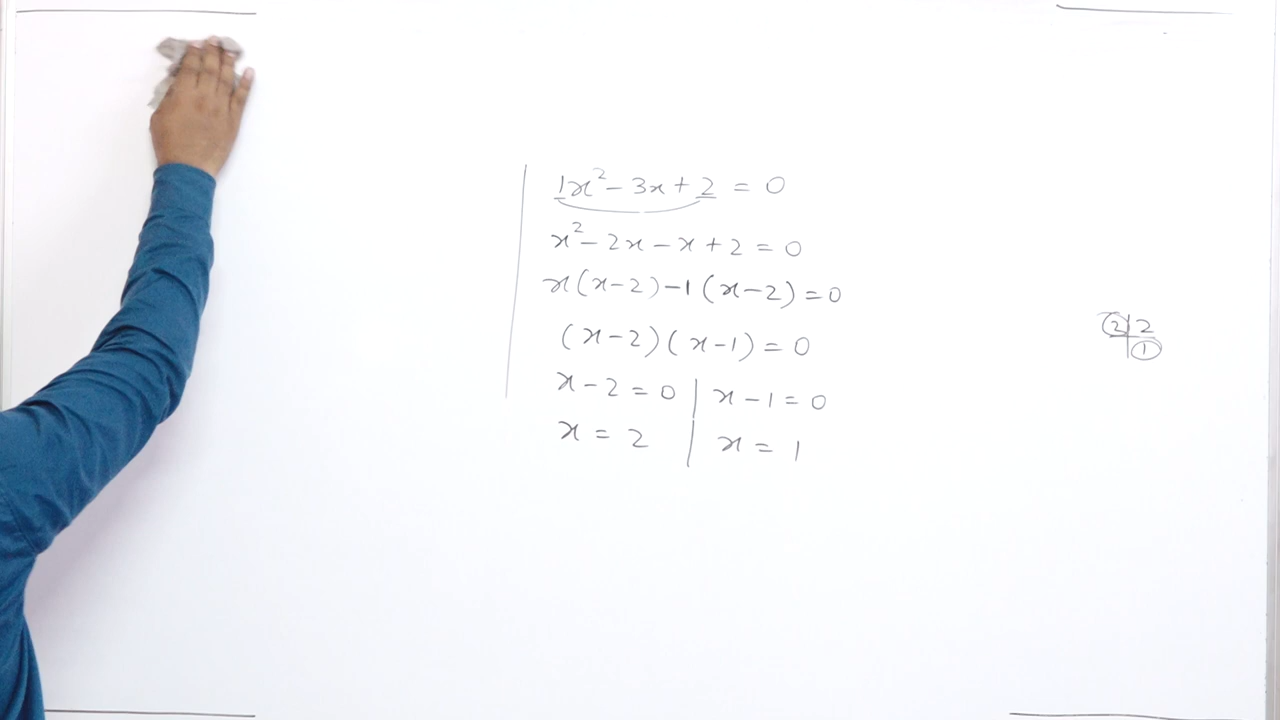 1x² - 3x + 2 = 0
x² - 2x - x + 2 = 0
x(x-2) - 1(x-2) = 0
(x-2)(x-1) = 0
x - 2 = 0 | x - 1 = 0
x = 2 | x = 1
2 | 2
1